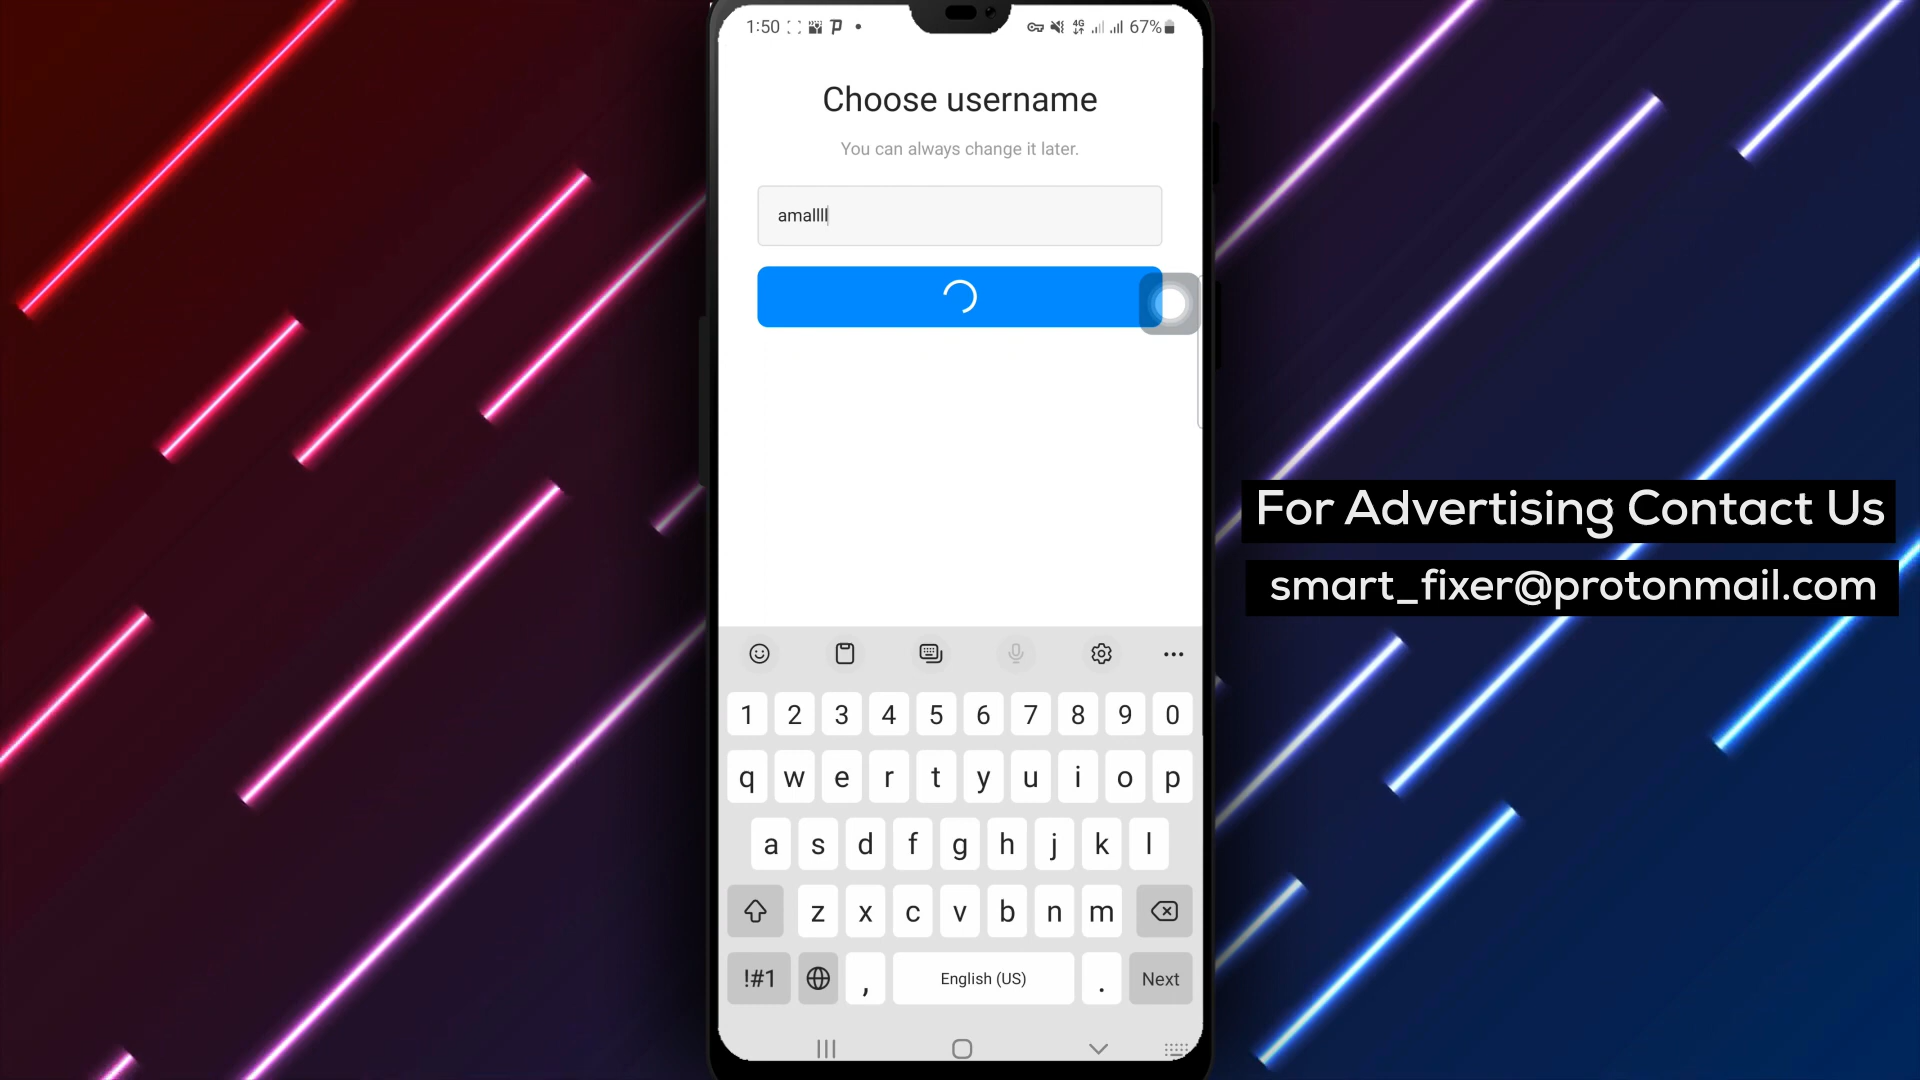 1:50
4G 67%
Choose username
You can always change it later.
amallll
For Advertising Contact Us
smart_fixer@protonmail.com
1 2 3 4 5 6 7 8 9 0
q w e r t y u i o p
a s d f g h j k l
z x c v b n m
!#1 , English (US) . Next